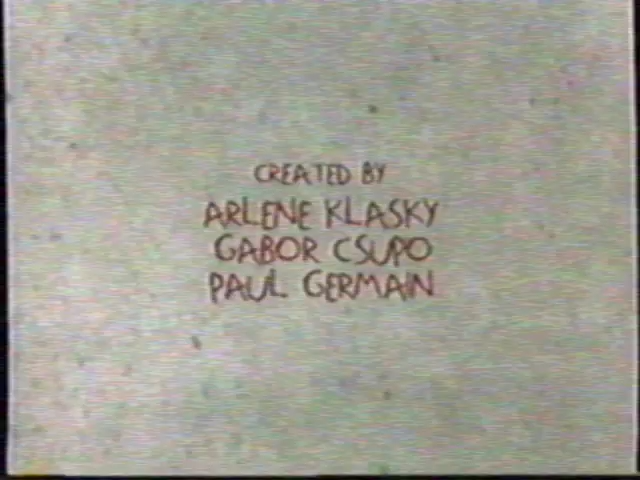 CREATED BY
ARLENE KLASKY
GABOR CSUPO
PAUL GERMAIN